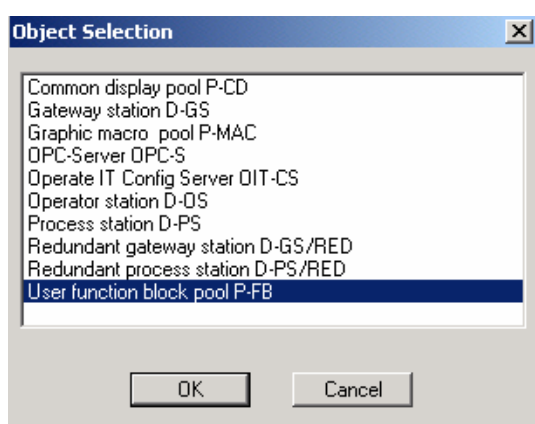 Object Selection
Common display pool P-CD
Gateway station D-GS
Graphic macro  pool P-MAC
OPC-Server OPC-S
Operate IT Config Server OIT-CS
Operator station D-OS
Process station D-PS
Redundant gateway station D-GS/RED
Redundant process station D-PS/RED
User function block pool P-FB
OK Cancel